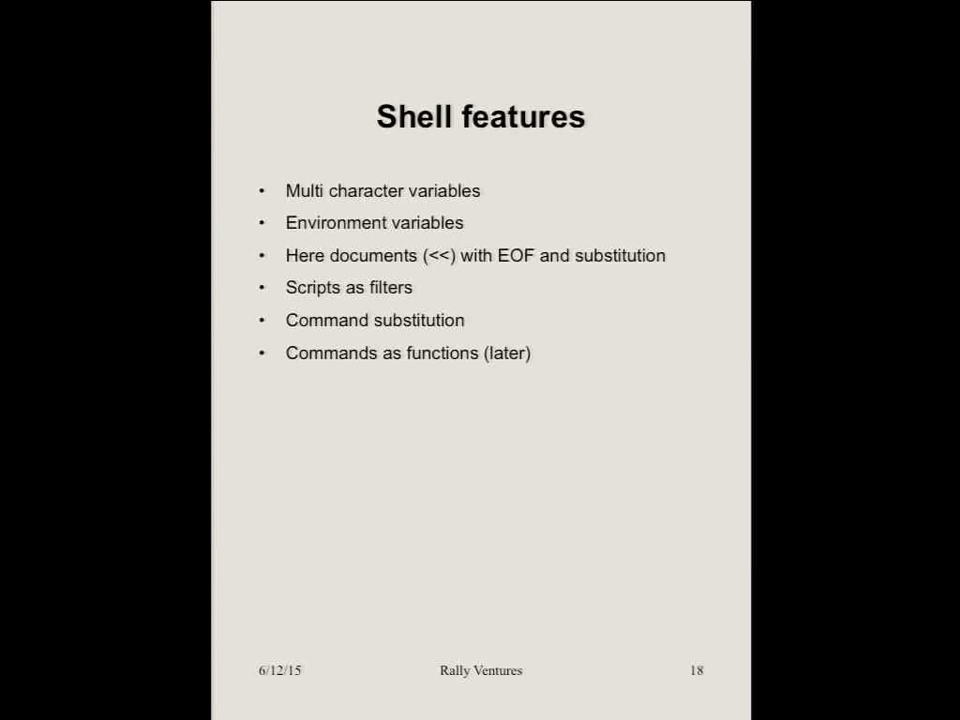 Shell features
• Multi character variables
• Environment variables
• Here documents (<<) with EOF and substitution
• Scripts as filters
• Command substitution
• Commands as functions (later)
6/12/15 Rally Ventures 18